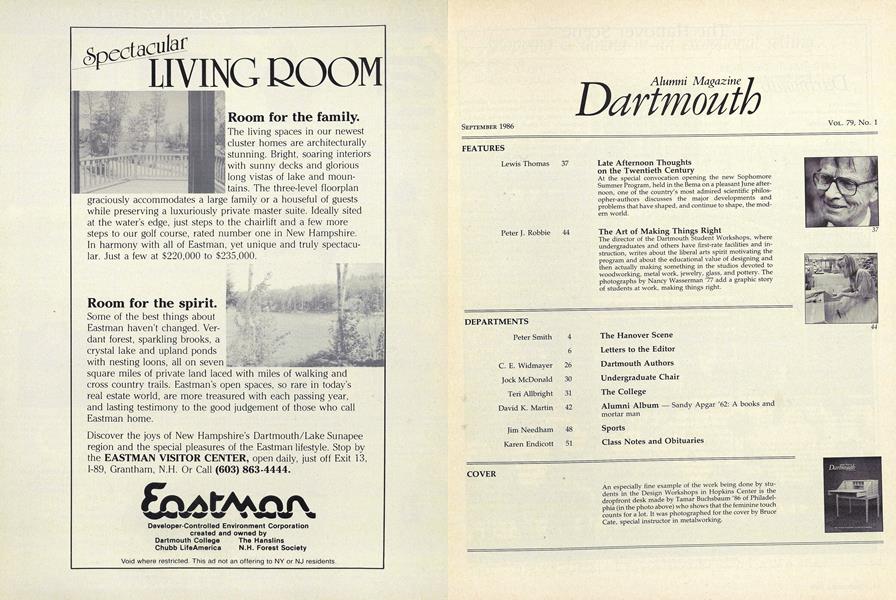 Spectacular
LIVING ROOM
Room for the family.
The living spaces in our newest
cluster homes are architecturally
stunning. Bright, soaring interiors
with sunny decks and glorious
long vistas of lake and moun-
tains. The three-level floorplan
graciously accommodates a large family or a houseful of guests
while preserving a luxuriously private master suite. Ideally sited
at the water's edge, just steps to the chairlift and a few more
steps to our golf course, rated number one in New Hampshire.
In harmony with all of Eastman, yet unique and truly spectacu-
lar. Just a few at $220,000 to $235,000.
Room for the spirit.
Some of the best things about
Eastman haven't changed. Ver-
dant forest, sparkling brooks, a
crystal lake and upland ponds
with nesting loons, all on seven
square miles of private land laced with miles of walking and
cross country trails. Eastman's open spaces, so rare in today's
real estate world, are more treasured with each passing year,
and lasting testimony to the good judgement of those who call
Eastman home.
Discover the joys of New Hampshire's Dartmouth/Lake Sunapee
region and the special pleasures of the Eastman lifestyle. Stop by
the EASTMAN VISITOR CENTER, open daily, just off Exit 13,
I-89, Grantham, N.H. Or Call (603) 863-4444.
Eastman
Developer-Controlled Environment Corporation
created and owned by
Dartmouth College The Hanslins
Chubb LifeAmerica N.H. Forest Society
Void where restricted. This ad not an offering to NY or NJ residents.
Alumni Magazine
Dartmouth
SEPTEMBER 1986 VOL. 79, No. 1
FEATURES
Lewis Thomas 37 Late Afternoon Thoughts
on the Twentieth Century
At the special convocation opening the new Sophomore
Summer Program, held in the Bema on a pleasant June after-
noon, one of the country's most admired scientific philos-
opher-authors discusses the major developments and
problems that have shaped, and continue to shape, the mod-
ern world.
37
Peter J. Robbie 44 The Art of Making Things Right
The director of the Dartmouth Student Workshops, where
undergraduates and others have first-rate facilities and in-
struction, writes about the liberal arts spirit motivating the
program and about the educational value of designing and
then actually making something in the studios devoted to
woodworking, metal work, jewelry, glass, and pottery. The
photographs by Nancy Wasserman '77 add a graphic story
of students at work, making things right.
44
DEPARTMENTS
Peter Smith 4 The Hanover Scene
6 Letters to the Editor
C. E. Widmayer 26 Dartmouth Authors
Jock McDonald 30 Undergraduate Chair
Teri Allbright 31 The College
David K. Martin 42 Alumni Album — Sandy Apgar '62: A books and
mortar man
Jim Needham 48 Sports
Karen Endicott 51 Class Notes and Obituaries
COVER
An especially fine example of the work being done by stu-
dents in the Design Workshops in Hopkins Center is the
dropfront desk made by Tamar Buchsbaum '86 of Philadel-
phia (in the photo above) who shows that the feminine touch
counts for a lot. It was photographed for the cover by Bruce
Cate, special instructor in metalworking.
Dartmouth